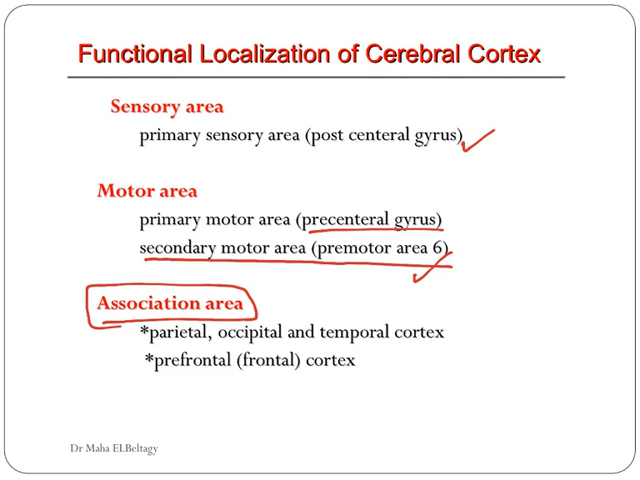 Functional Localization of Cerebral Cortex
Sensory area
primary sensory area (post centeral gyrus)
Motor area
primary motor area (precenteral gyrus)
secondary motor area (premotor area 6)
Association area
*parietal, occipital and temporal cortex
*prefrontal (frontal) cortex
Dr Maha ELBeltagy